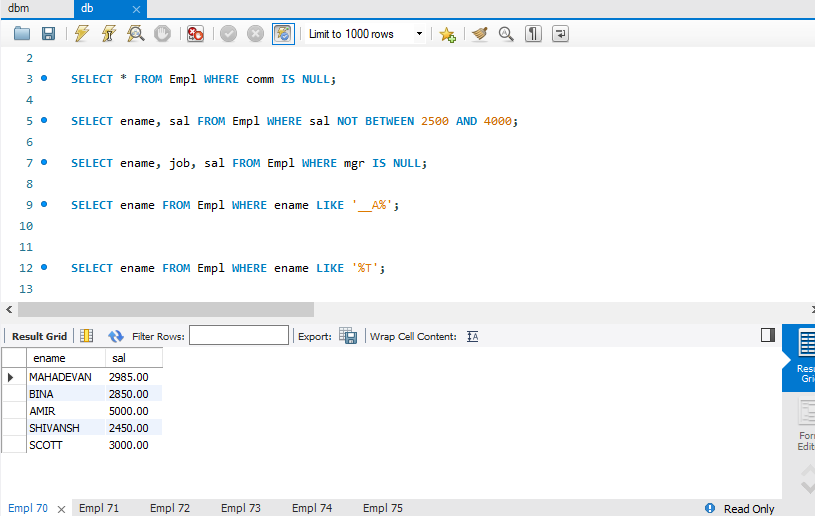 dbm db
Limit to 1000 rows
2
3 SELECT * FROM Empl WHERE comm IS NULL;
4
5 SELECT ename, sal FROM Empl WHERE sal NOT BETWEEN 2500 AND 4000;
6
7 SELECT ename, job, sal FROM Empl WHERE mgr IS NULL;
8
9 SELECT ename FROM Empl WHERE ename LIKE '__A%';
10
11
12 SELECT ename FROM Empl WHERE ename LIKE '%T';
13
Result Grid Filter Rows: Export: Wrap Cell Content:
ename sal
MAHADEVAN 2985.00
BINA 2850.00
AMIR 5000.00
SHIVANSH 2450.00
SCOTT 3000.00
Empl 70 Empl 71 Empl 72 Empl 73 Empl 74 Empl 75 Read Only